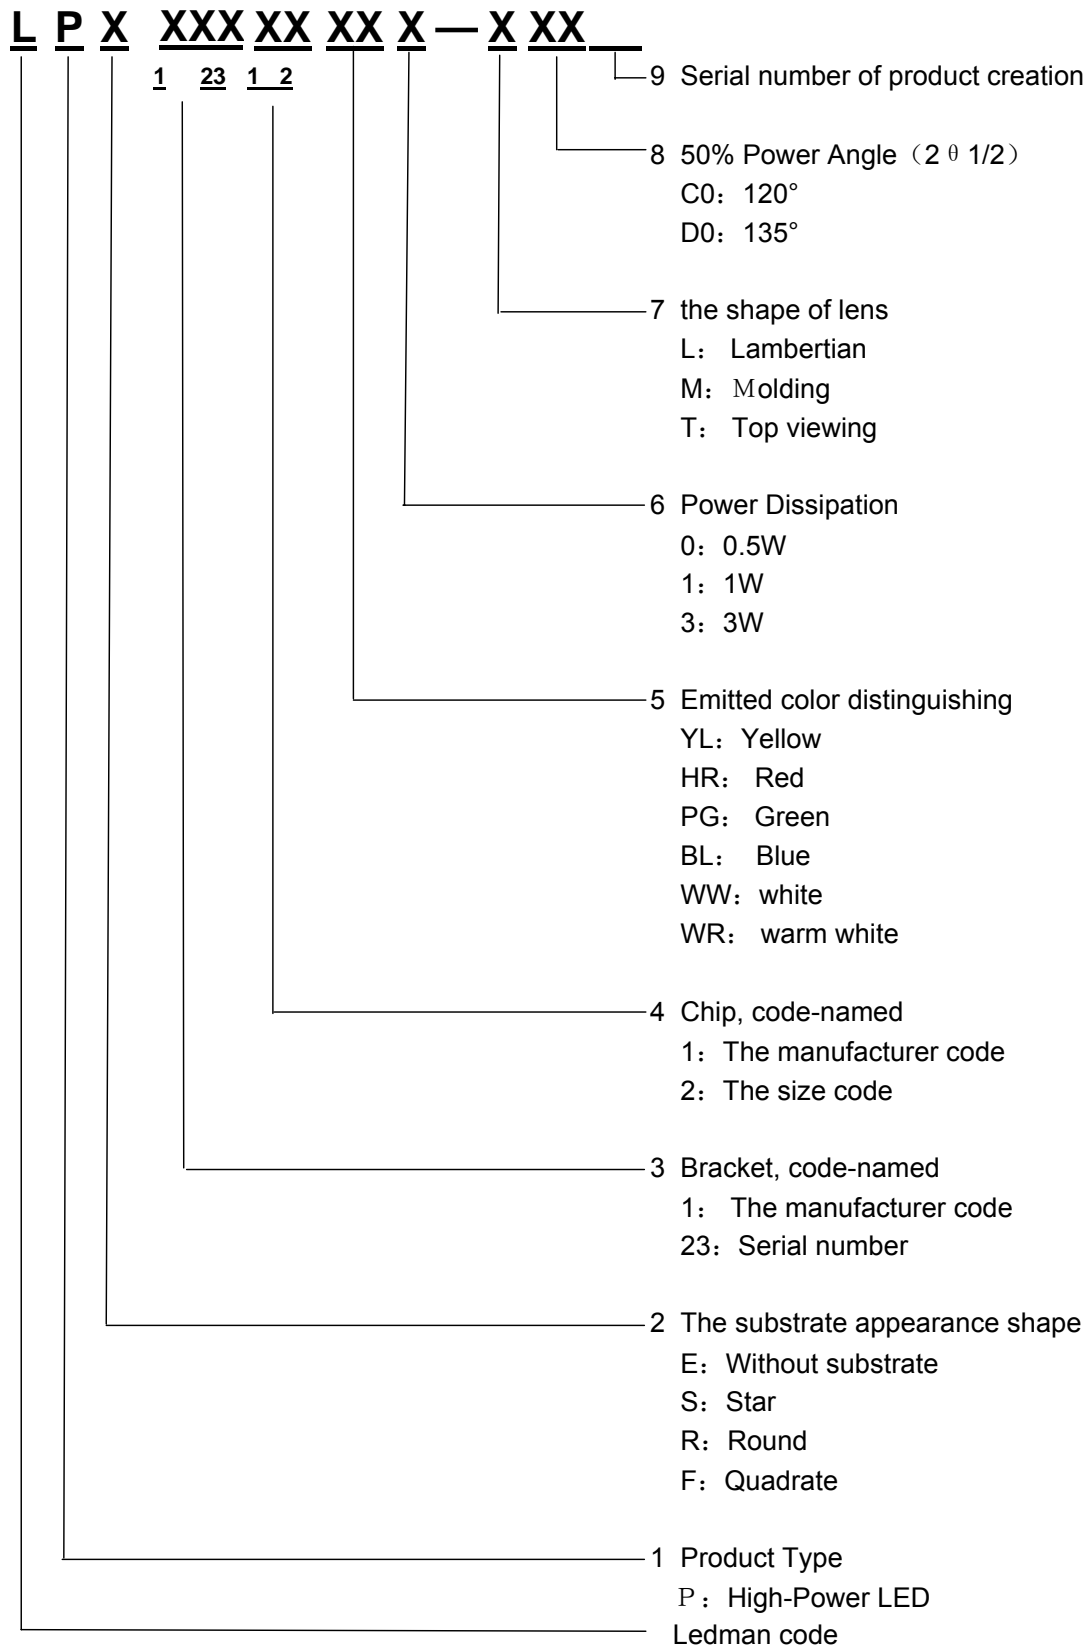 L P X XXX XX XX X — X XX
1 23 1 2
9 Serial number of product creation
8 50% Power Angle（2 θ 1/2）
C0：120°
D0：135°
7 the shape of lens
L： Lambertian
M：Molding
T： Top viewing
6 Power Dissipation
0：0.5W
1：1W
3：3W
5 Emitted color distinguishing
YL：Yellow
HR： Red
PG： Green
BL： Blue
WW：white
WR： warm white
4 Chip, code-named
1：The manufacturer code
2：The size code
3 Bracket, code-named
1： The manufacturer code
23：Serial number
2 The substrate appearance shape
E：Without substrate
S：Star
R：Round
F：Quadrate
1 Product Type
P：High-Power LED
Ledman code